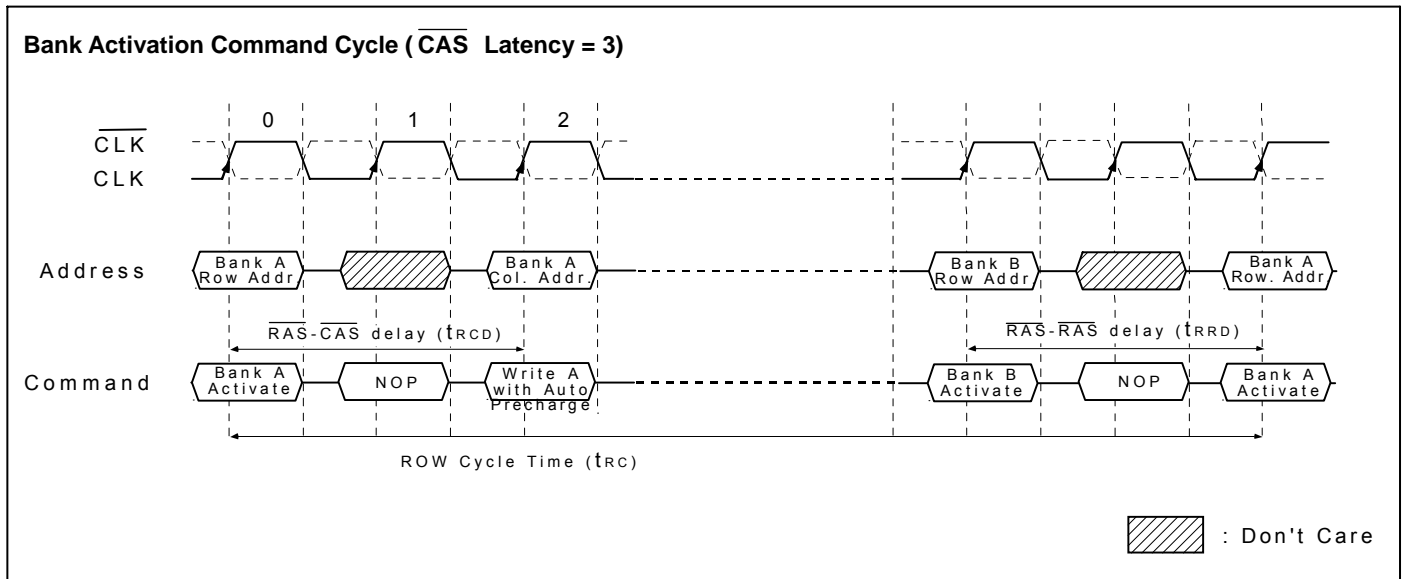 Bank Activation Command Cycle ( CAS Latency = 3)
0 1 2
CLK
CLK
Address
Bank A
Row Addr.
Bank A
Col. Addr.
Bank B
Row Addr.
Bank A
Row. Addr
RAS-CAS delay (tRCD)
RAS-RAS delay (tRRD)
Command
Bank A
Activate
NOP
Write A
with Auto
Precharge
Bank B
Activate
NOP
Bank A
Activate
ROW Cycle Time (tRC)
: Don't Care